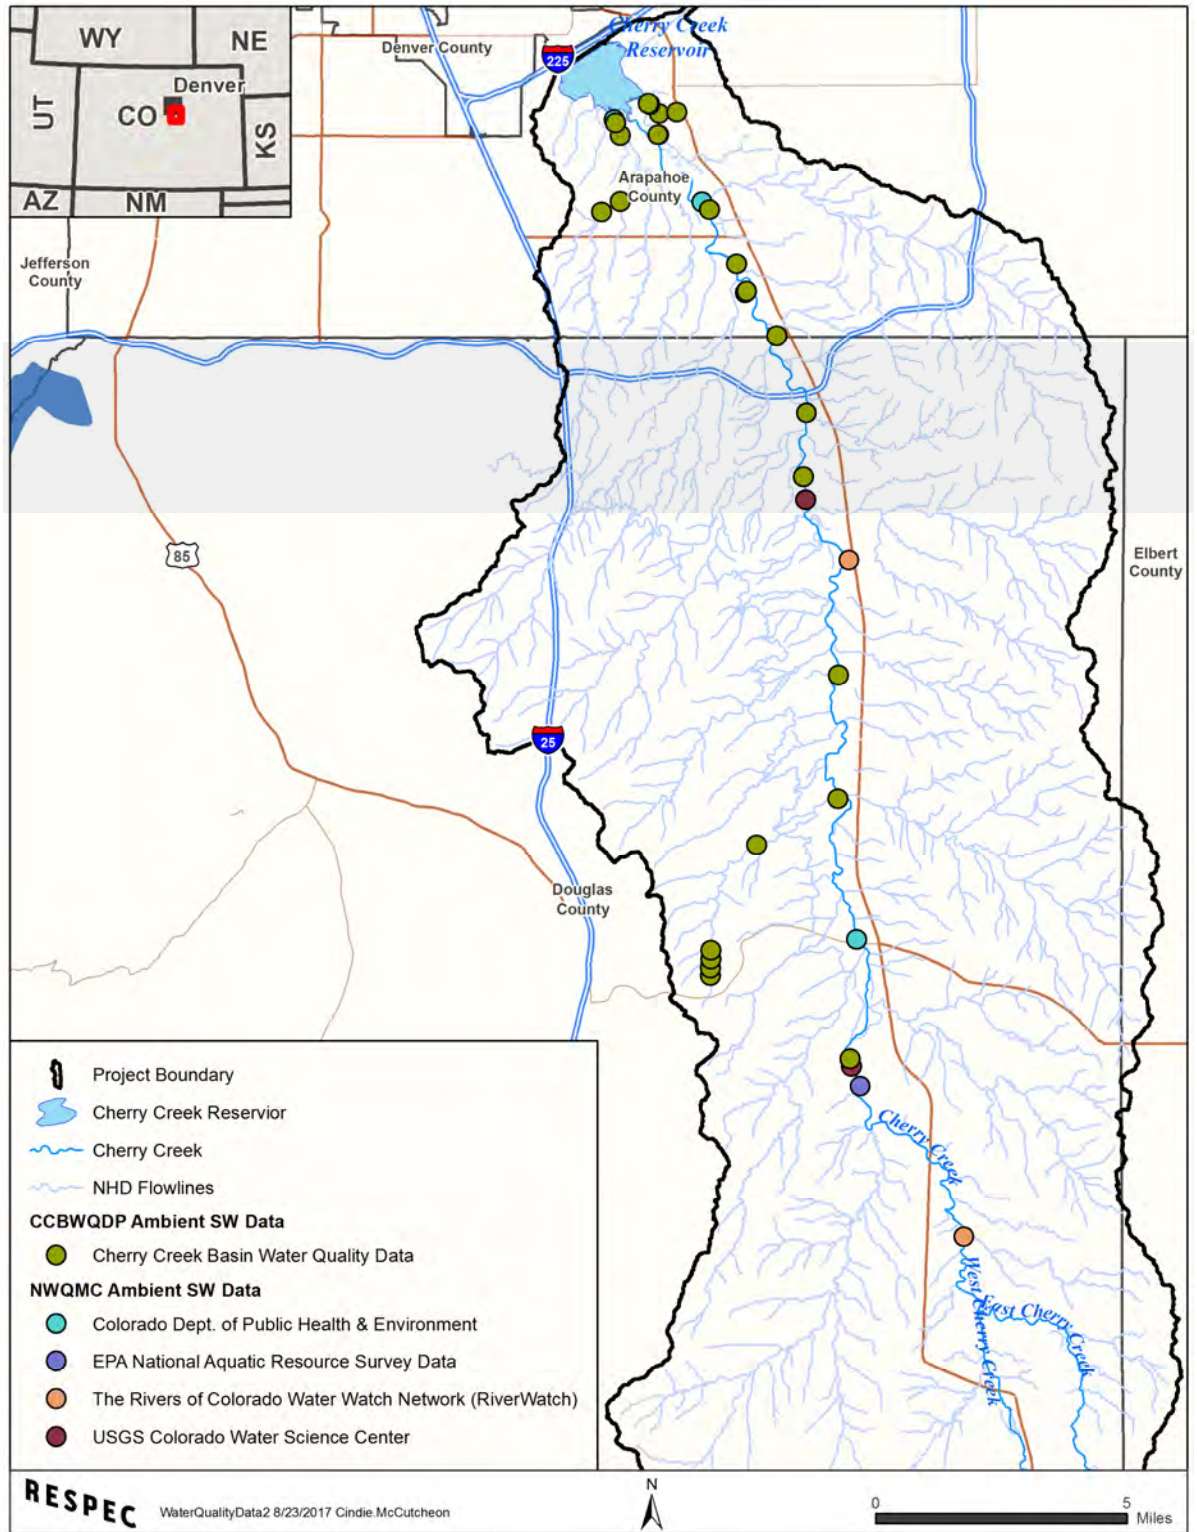 WY
NE
UT
Denver
CO
KS
AZ
NM
Denver County
225
Cherry Creek
Reservoir
Arapahoe
County
Jefferson
County
85
Elbert
County
25
Douglas
County
Cherry Creek
West Cherry Creek
East Cherry Creek
Project Boundary
Cherry Creek Reservior
Cherry Creek
NHD Flowlines
CCBWQDP Ambient SW Data
Cherry Creek Basin Water Quality Data
NWQMC Ambient SW Data
Colorado Dept. of Public Health & Environment
EPA National Aquatic Resource Survey Data
The Rivers of Colorado Water Watch Network (RiverWatch)
USGS Colorado Water Science Center
RESPEC
WaterQualityData2 8/23/2017 Cindie.McCutcheon
N
0 5
Miles